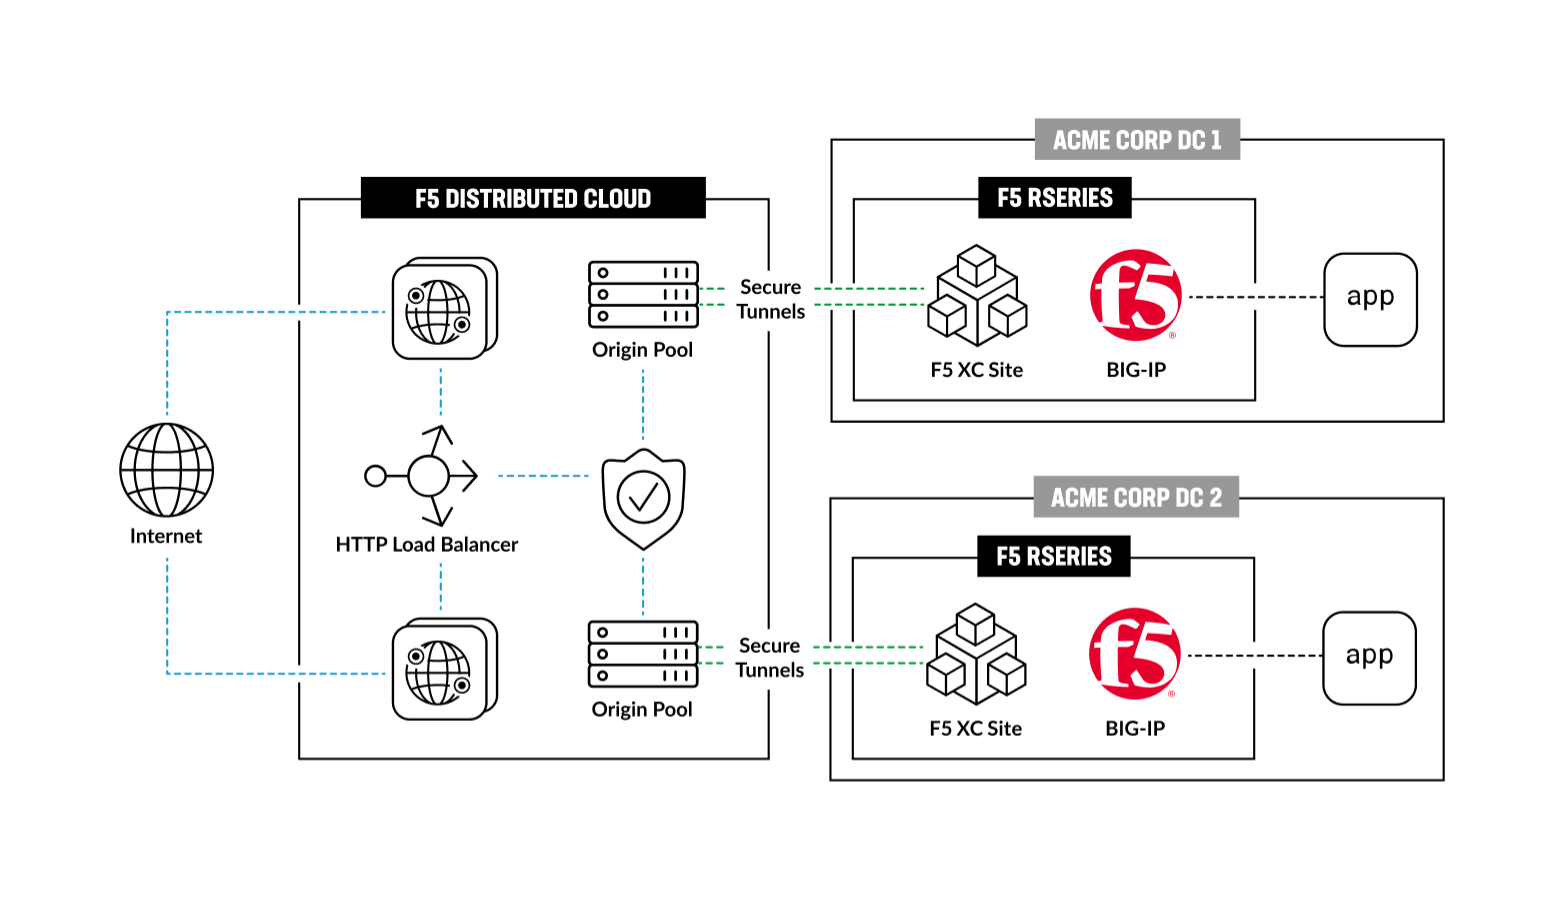 F5 DISTRIBUTED CLOUD
Internet
HTTP Load Balancer
Origin Pool
Secure
Tunnels
Origin Pool
Secure
Tunnels
ACME CORP DC 1
F5 RSERIES
F5 XC Site
f5
®
BIG-IP
app
ACME CORP DC 2
F5 RSERIES
F5 XC Site
f5
®
BIG-IP
app